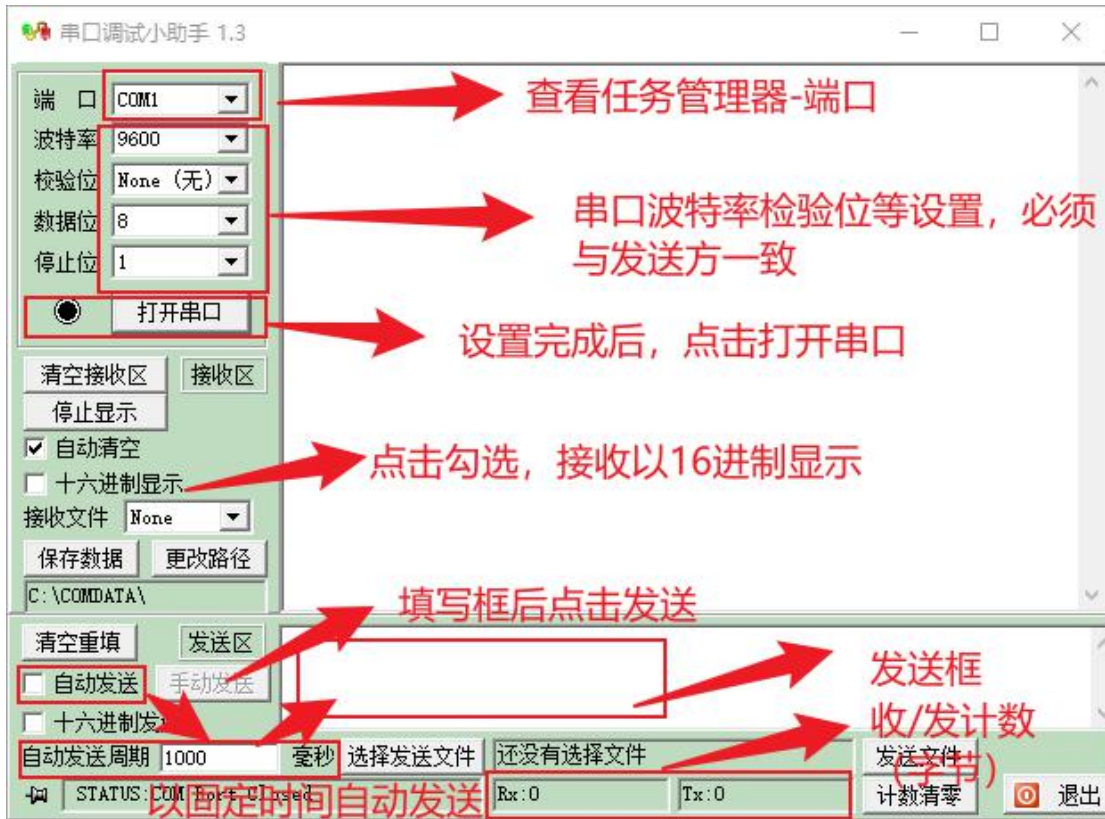 串口调试小助手 1.3
端 口 COM1
查看任务管理器-端口
波特率 9600
校验位 None (无)
数据位 8
停止位 1
串口波特率检验位等设置，必须
与发送方一致
打开串口
设置完成后，点击打开串口
清空接收区 接收区
停止显示
自动清空
点击勾选，接收以16进制显示
十六进制显示
接收文件 None
保存数据 更改路径
C:\COMDATA\
填写框后点击发送
清空重填 发送区
自动发送 手动发送
发送框
十六进制发
收/发计数
(字节)
自动发送周期 1000 毫秒 选择发送文件 还没有选择文件 发送文件
STATUS:COM Port Closed Rx:0 Tx:0 计数清零 退出
以固定时间自动发送